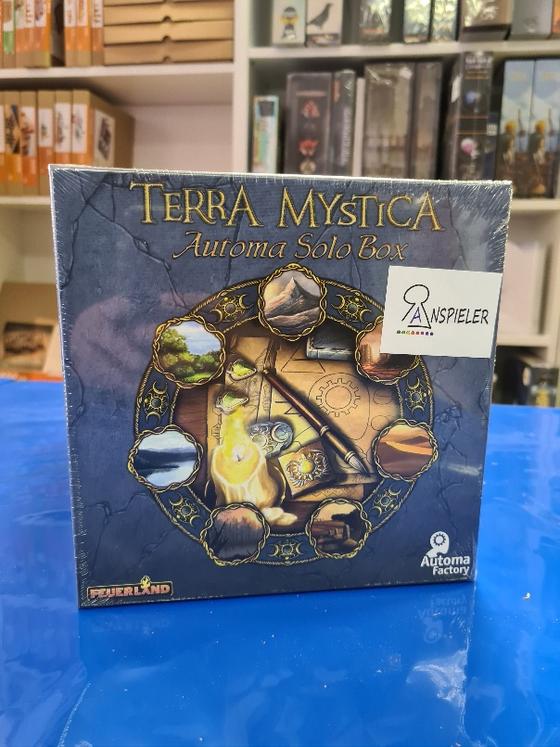 TERRA MYSTICA
Automa Solo Box
ANSPIELER
FEUERLAND
Automa
Factory